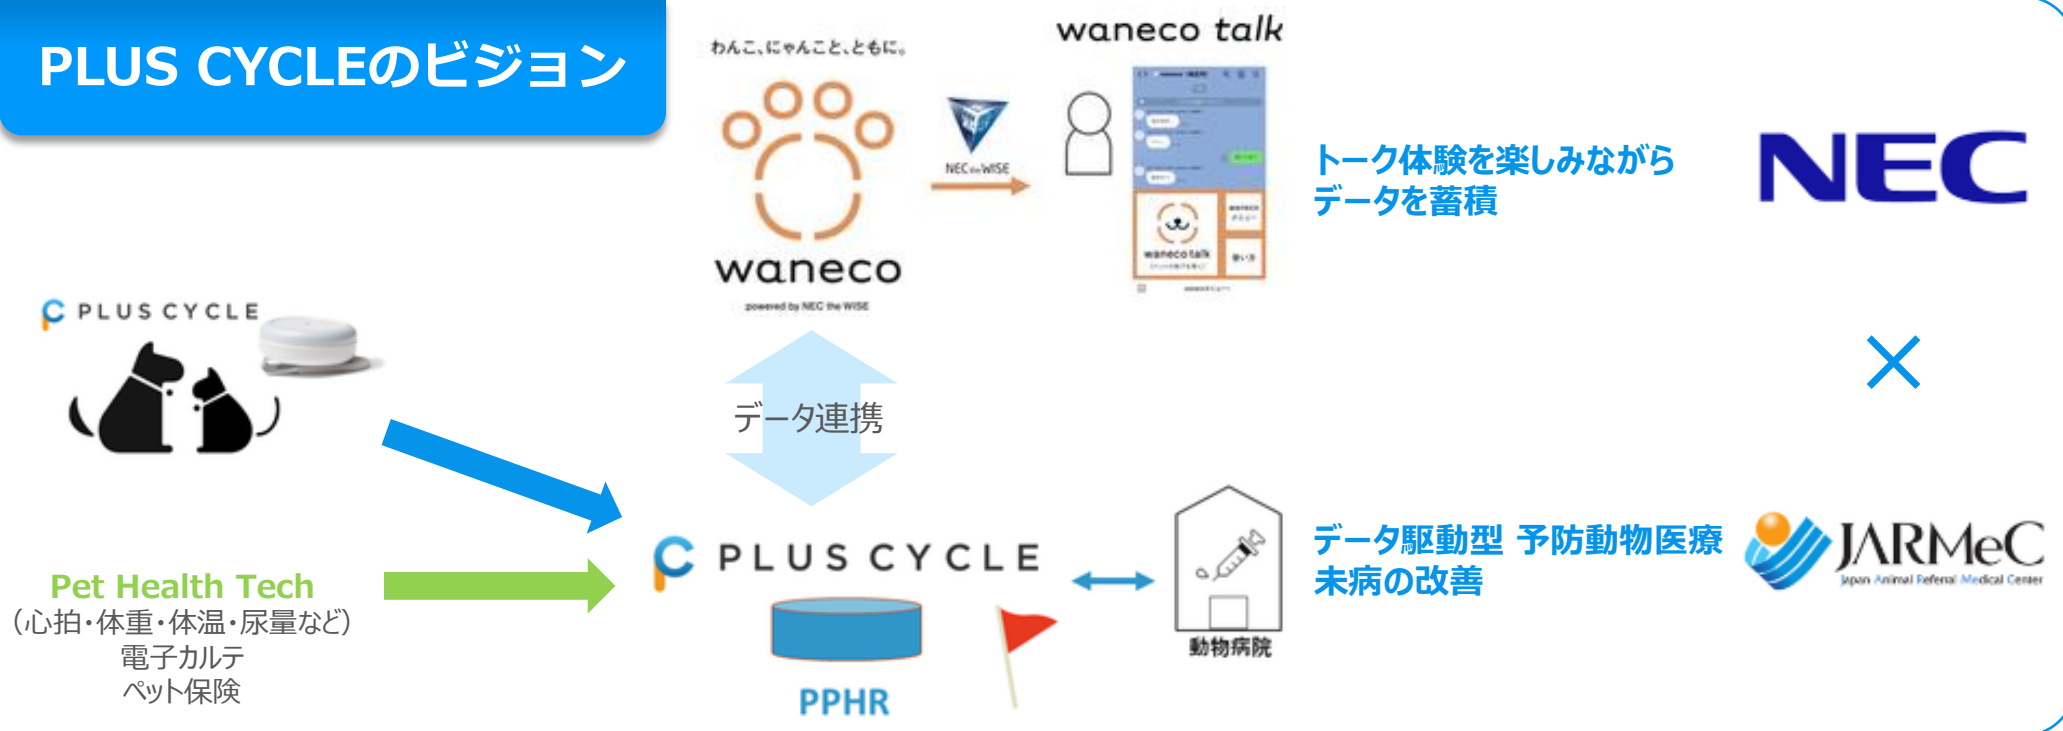 PLUS CYCLEのビジョン
わんこ、にゃんこと、ともに。
waneco
powered by NEC the WISE
NEC the WISE
waneco talk
waneco talk
使い方
トーク体験を楽しみながら
データを蓄積
NEC
×
PLUS CYCLE
データ連携
Pet Health Tech
（心拍・体重・体温・尿量など）
電子カルテ
ペット保険
PLUS CYCLE
PPHR
動物病院
データ駆動型 予防動物医療
未病の改善
JARMeC
Japan Animal Referral Medical Center